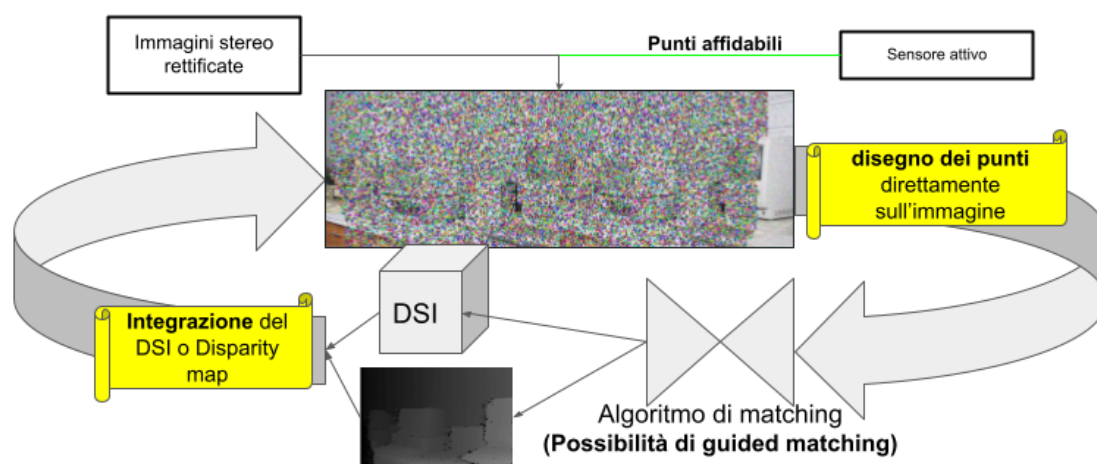 Immagini stereo
rettificate
Punti affidabili
Sensore attivo
disegno dei punti
direttamente
sull'immagine
DSI
Integrazione del
DSI o Disparity
map
Algoritmo di matching
(Possibilità di guided matching)